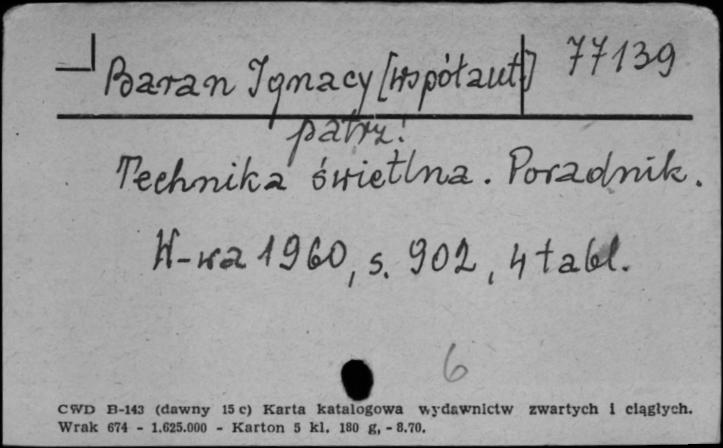 Baran Ignacy [współaut.] 77139
patrz:
Technika świetlna. Poradnik.
W-wa 1960, s. 902, 4 tabl.
6
CWD B-143 (dawny 15 c) Karta katalogowa wydawnictw zwartych i ciągłych.
Wrak 674 - 1.625.000 - Karton 5 kl. 180 g, - 8.70.